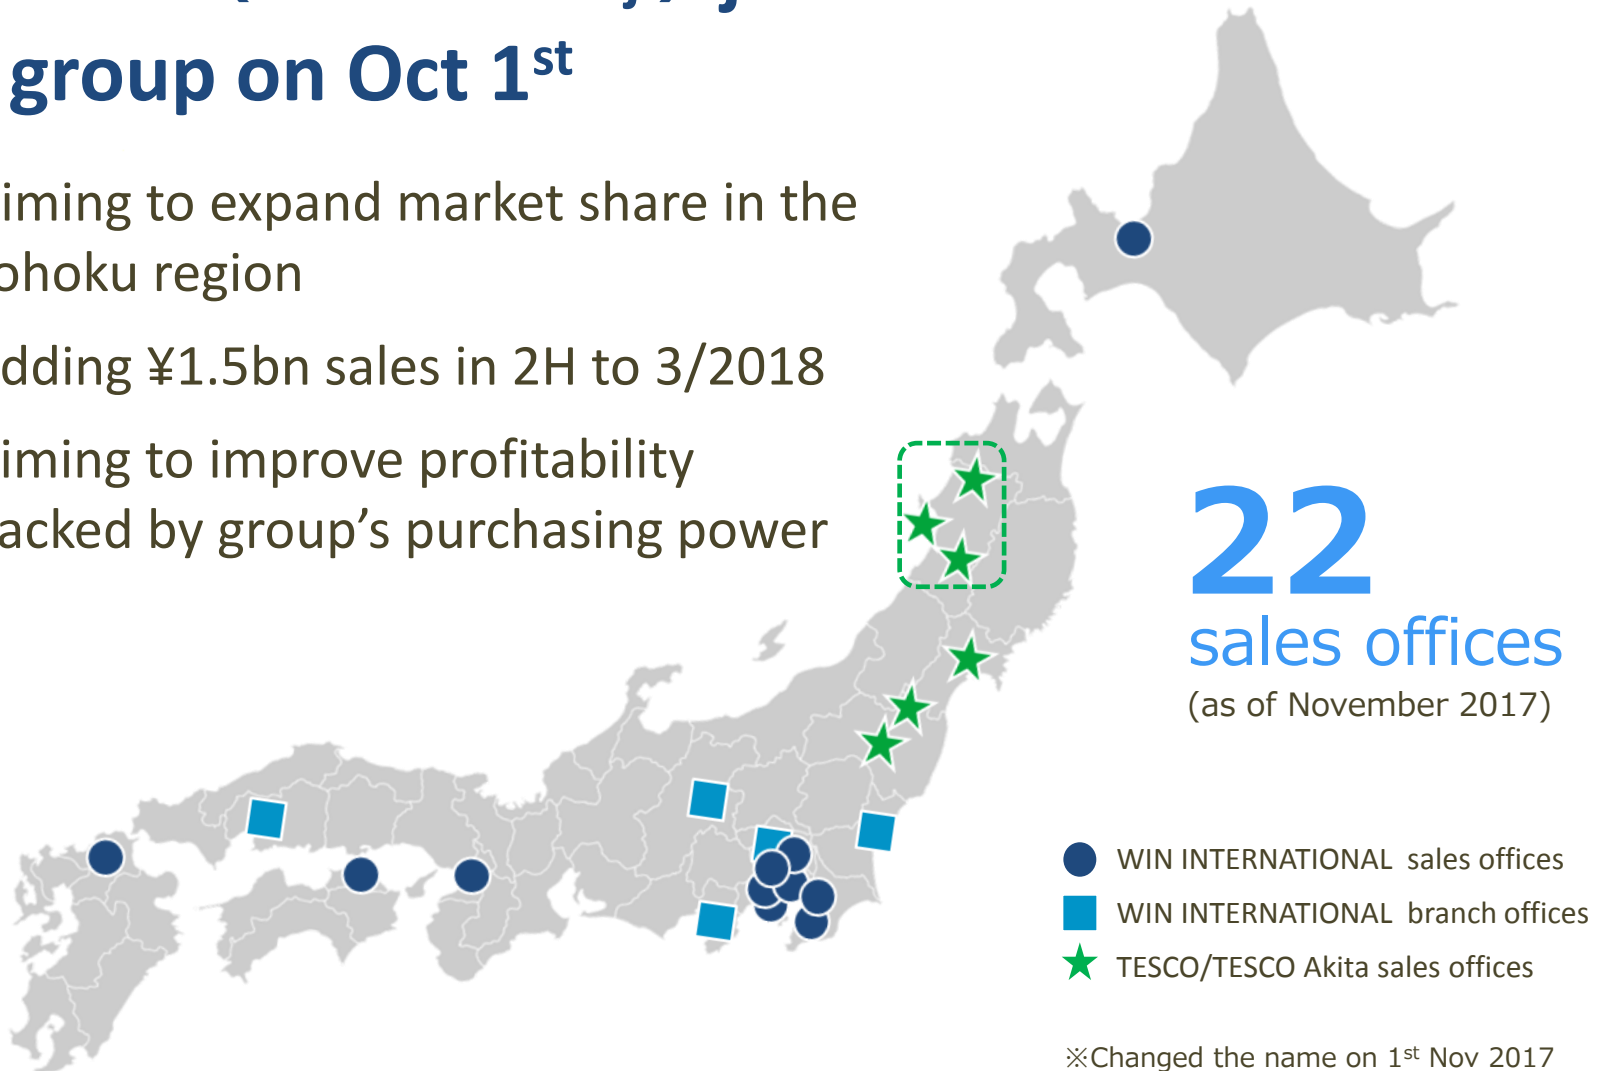 group on Oct 1st
iming to expand market share in the
ohoku region
dding ¥1.5bn sales in 2H to 3/2018
iming to improve profitability
acked by group's purchasing power
22
sales offices
(as of November 2017)
WIN INTERNATIONAL sales offices
WIN INTERNATIONAL branch offices
TESCO/TESCO Akita sales offices
※Changed the name on 1st Nov 2017